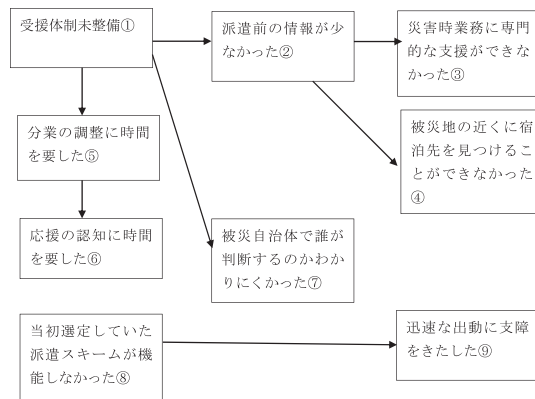 受援体制未整備①
派遣前の情報が少
なかった②
災害時業務に専門
的な支援ができな
かった③
被災地の近くに宿
泊先を見つけるこ
とができなかった
④
分業の調整に時間
を要した⑤
応援の認知に時間
を要した⑥
被災自治体で誰が
判断するのかわか
りにくかった⑦
当初選定していた
派遣スキームが機
能しなかった⑧
迅速な出動に支障
をきたした⑨